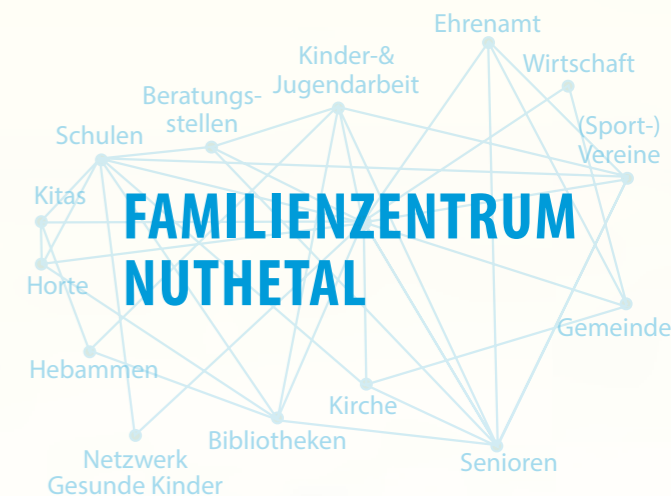 Ehrenamt
Kinder-&
Jugendarbeit
Wirtschaft
Beratungs-
stellen
(Sport-)
Vereine
Schulen
Kitas
FAMILIENZENTRUM
NUTHETAL
Horte
Gemeinde
Hebammen
Kirche
Bibliotheken
Netzwerk
Gesunde Kinder
Senioren